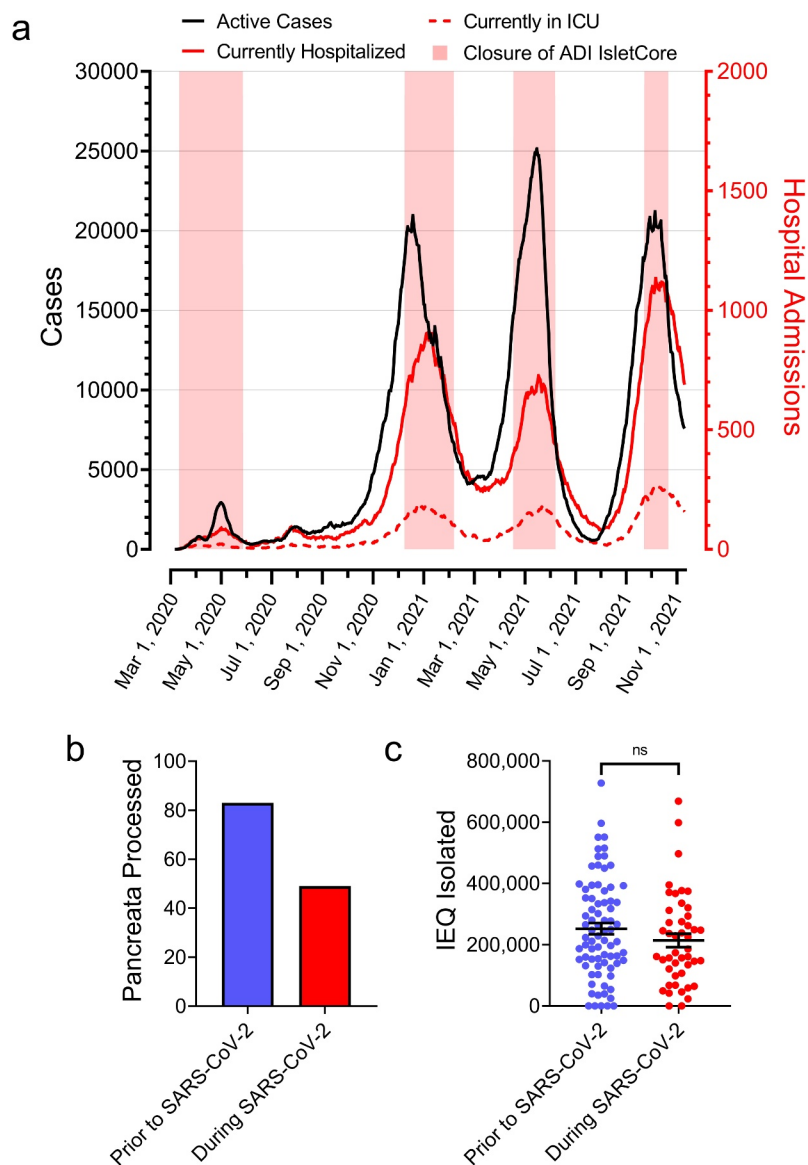 a
Active Cases
Currently in ICU
Currently Hospitalized
Closure of ADI IsletCore
30000
25000
20000
15000
10000
5000
0
Cases
2000
1500
1000
500
0
Hospital Admissions
Mar 1, 2020
May 1, 2020
Jul 1, 2020
Sep 1, 2020
Nov 1, 2020
Jan 1, 2021
Mar 1, 2021
May 1, 2021
Jul 1, 2021
Sep 1, 2021
Nov 1, 2021
b
100
80
60
40
20
0
Pancreata Processed
Prior to SARS-CoV-2
During SARS-CoV-2
c
800,000
600,000
400,000
200,000
0
IEQ Isolated
ns
Prior to SARS-CoV-2
During SARS-CoV-2